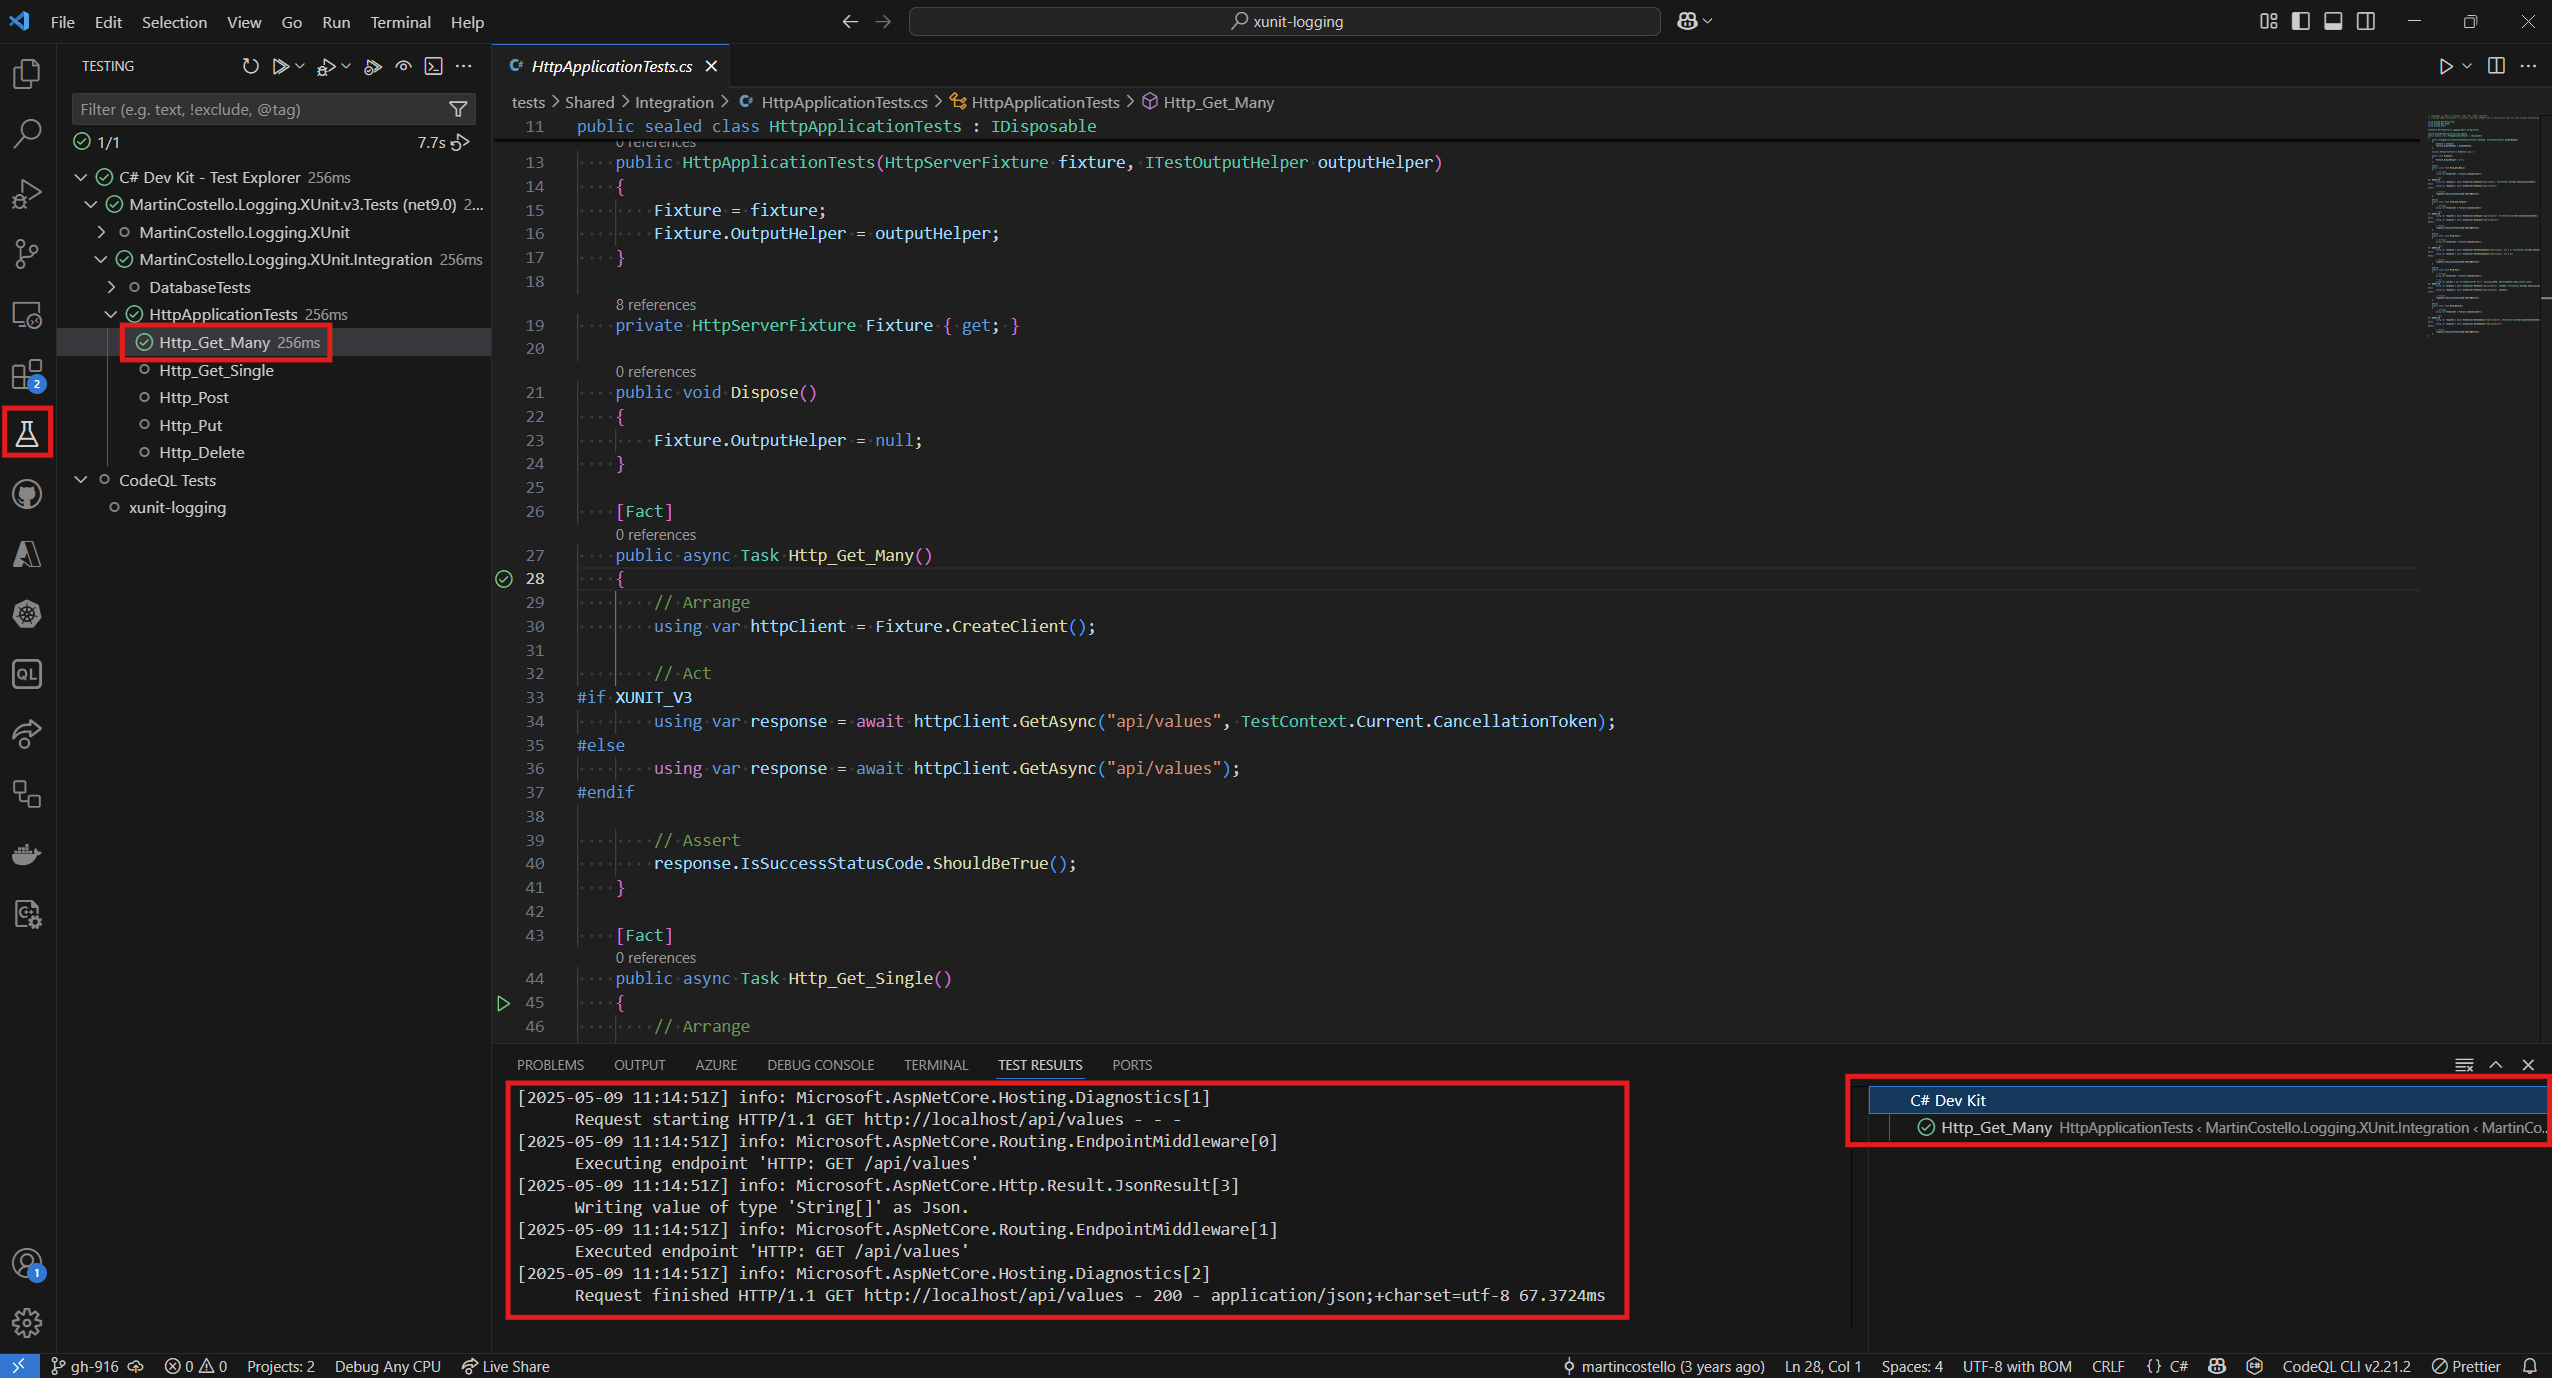 File Edit Selection View Go Run Terminal Help
xunit-logging
TESTING
Filter (e.g. text, !exclude, @tag)
1/1
7.7s
C# Dev Kit - Test Explorer 256ms
MartinCostello.Logging.XUnit.v3.Tests (net9.0) 2...
MartinCostello.Logging.XUnit
MartinCostello.Logging.XUnit.Integration 256ms
DatabaseTests
HttpApplicationTests 256ms
Http_Get_Many 256ms
Http_Get_Single
Http_Post
Http_Put
Http_Delete
CodeQL Tests
xunit-logging
2
QL
1
C# HttpApplicationTests.cs
tests > Shared > Integration > C# HttpApplicationTests.cs > HttpApplicationTests > Http_Get_Many
11 public sealed class HttpApplicationTests : IDisposable
0 references
13 public HttpApplicationTests(HttpServerFixture fixture, ITestOutputHelper outputHelper)
14 {
15 Fixture = fixture;
16 Fixture.OutputHelper = outputHelper;
17 }
18
8 references
19 private HttpServerFixture Fixture { get; }
20
0 references
21 public void Dispose()
22 {
23 Fixture.OutputHelper = null;
24 }
25
26 [Fact]
0 references
27 public async Task Http_Get_Many()
28 {
29 // Arrange
30 using var httpClient = Fixture.CreateClient();
31
32 // Act
33 #if XUNIT_V3
34 using var response = await httpClient.GetAsync("api/values", TestContext.Current.CancellationToken);
35 #else
36 using var response = await httpClient.GetAsync("api/values");
37 #endif
38
39 // Assert
40 response.IsSuccessStatusCode.ShouldBeTrue();
41 }
42
43 [Fact]
0 references
44 public async Task Http_Get_Single()
45 {
46 // Arrange
PROBLEMS OUTPUT AZURE DEBUG CONSOLE TERMINAL TEST RESULTS PORTS
[2025-05-09 11:14:51Z] info: Microsoft.AspNetCore.Hosting.Diagnostics[1]
Request starting HTTP/1.1 GET http://localhost/api/values - - -
[2025-05-09 11:14:51Z] info: Microsoft.AspNetCore.Routing.EndpointMiddleware[0]
Executing endpoint 'HTTP: GET /api/values'
[2025-05-09 11:14:51Z] info: Microsoft.AspNetCore.Http.Result.JsonResult[3]
Writing value of type 'String[]' as Json.
[2025-05-09 11:14:51Z] info: Microsoft.AspNetCore.Routing.EndpointMiddleware[1]
Executed endpoint 'HTTP: GET /api/values'
[2025-05-09 11:14:51Z] info: Microsoft.AspNetCore.Hosting.Diagnostics[2]
Request finished HTTP/1.1 GET http://localhost/api/values - 200 - application/json;+charset=utf-8 67.3724ms
C# Dev Kit
Http_Get_Many HttpApplicationTests ‹ MartinCostello.Logging.XUnit.Integration ‹ MartinCo...
gh-916 0 0 Projects: 2 Debug Any CPU Live Share martincostello (3 years ago) Ln 28, Col 1 Spaces: 4 UTF-8 with BOM CRLF {} C# CodeQL CLI v2.21.2 Prettier